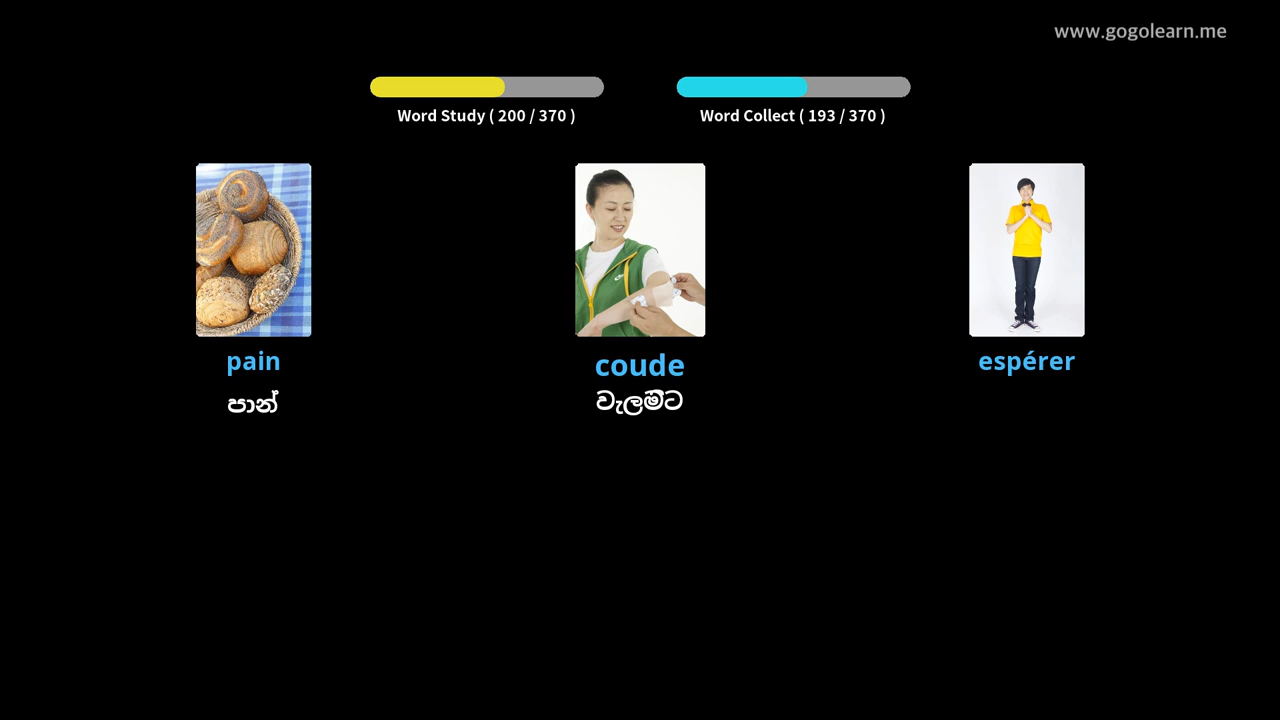 www.gogolearn.me
Word Study ( 200 / 370 )
Word Collect ( 193 / 370 )
pain
coude
espérer
පාන්
වැලමිට